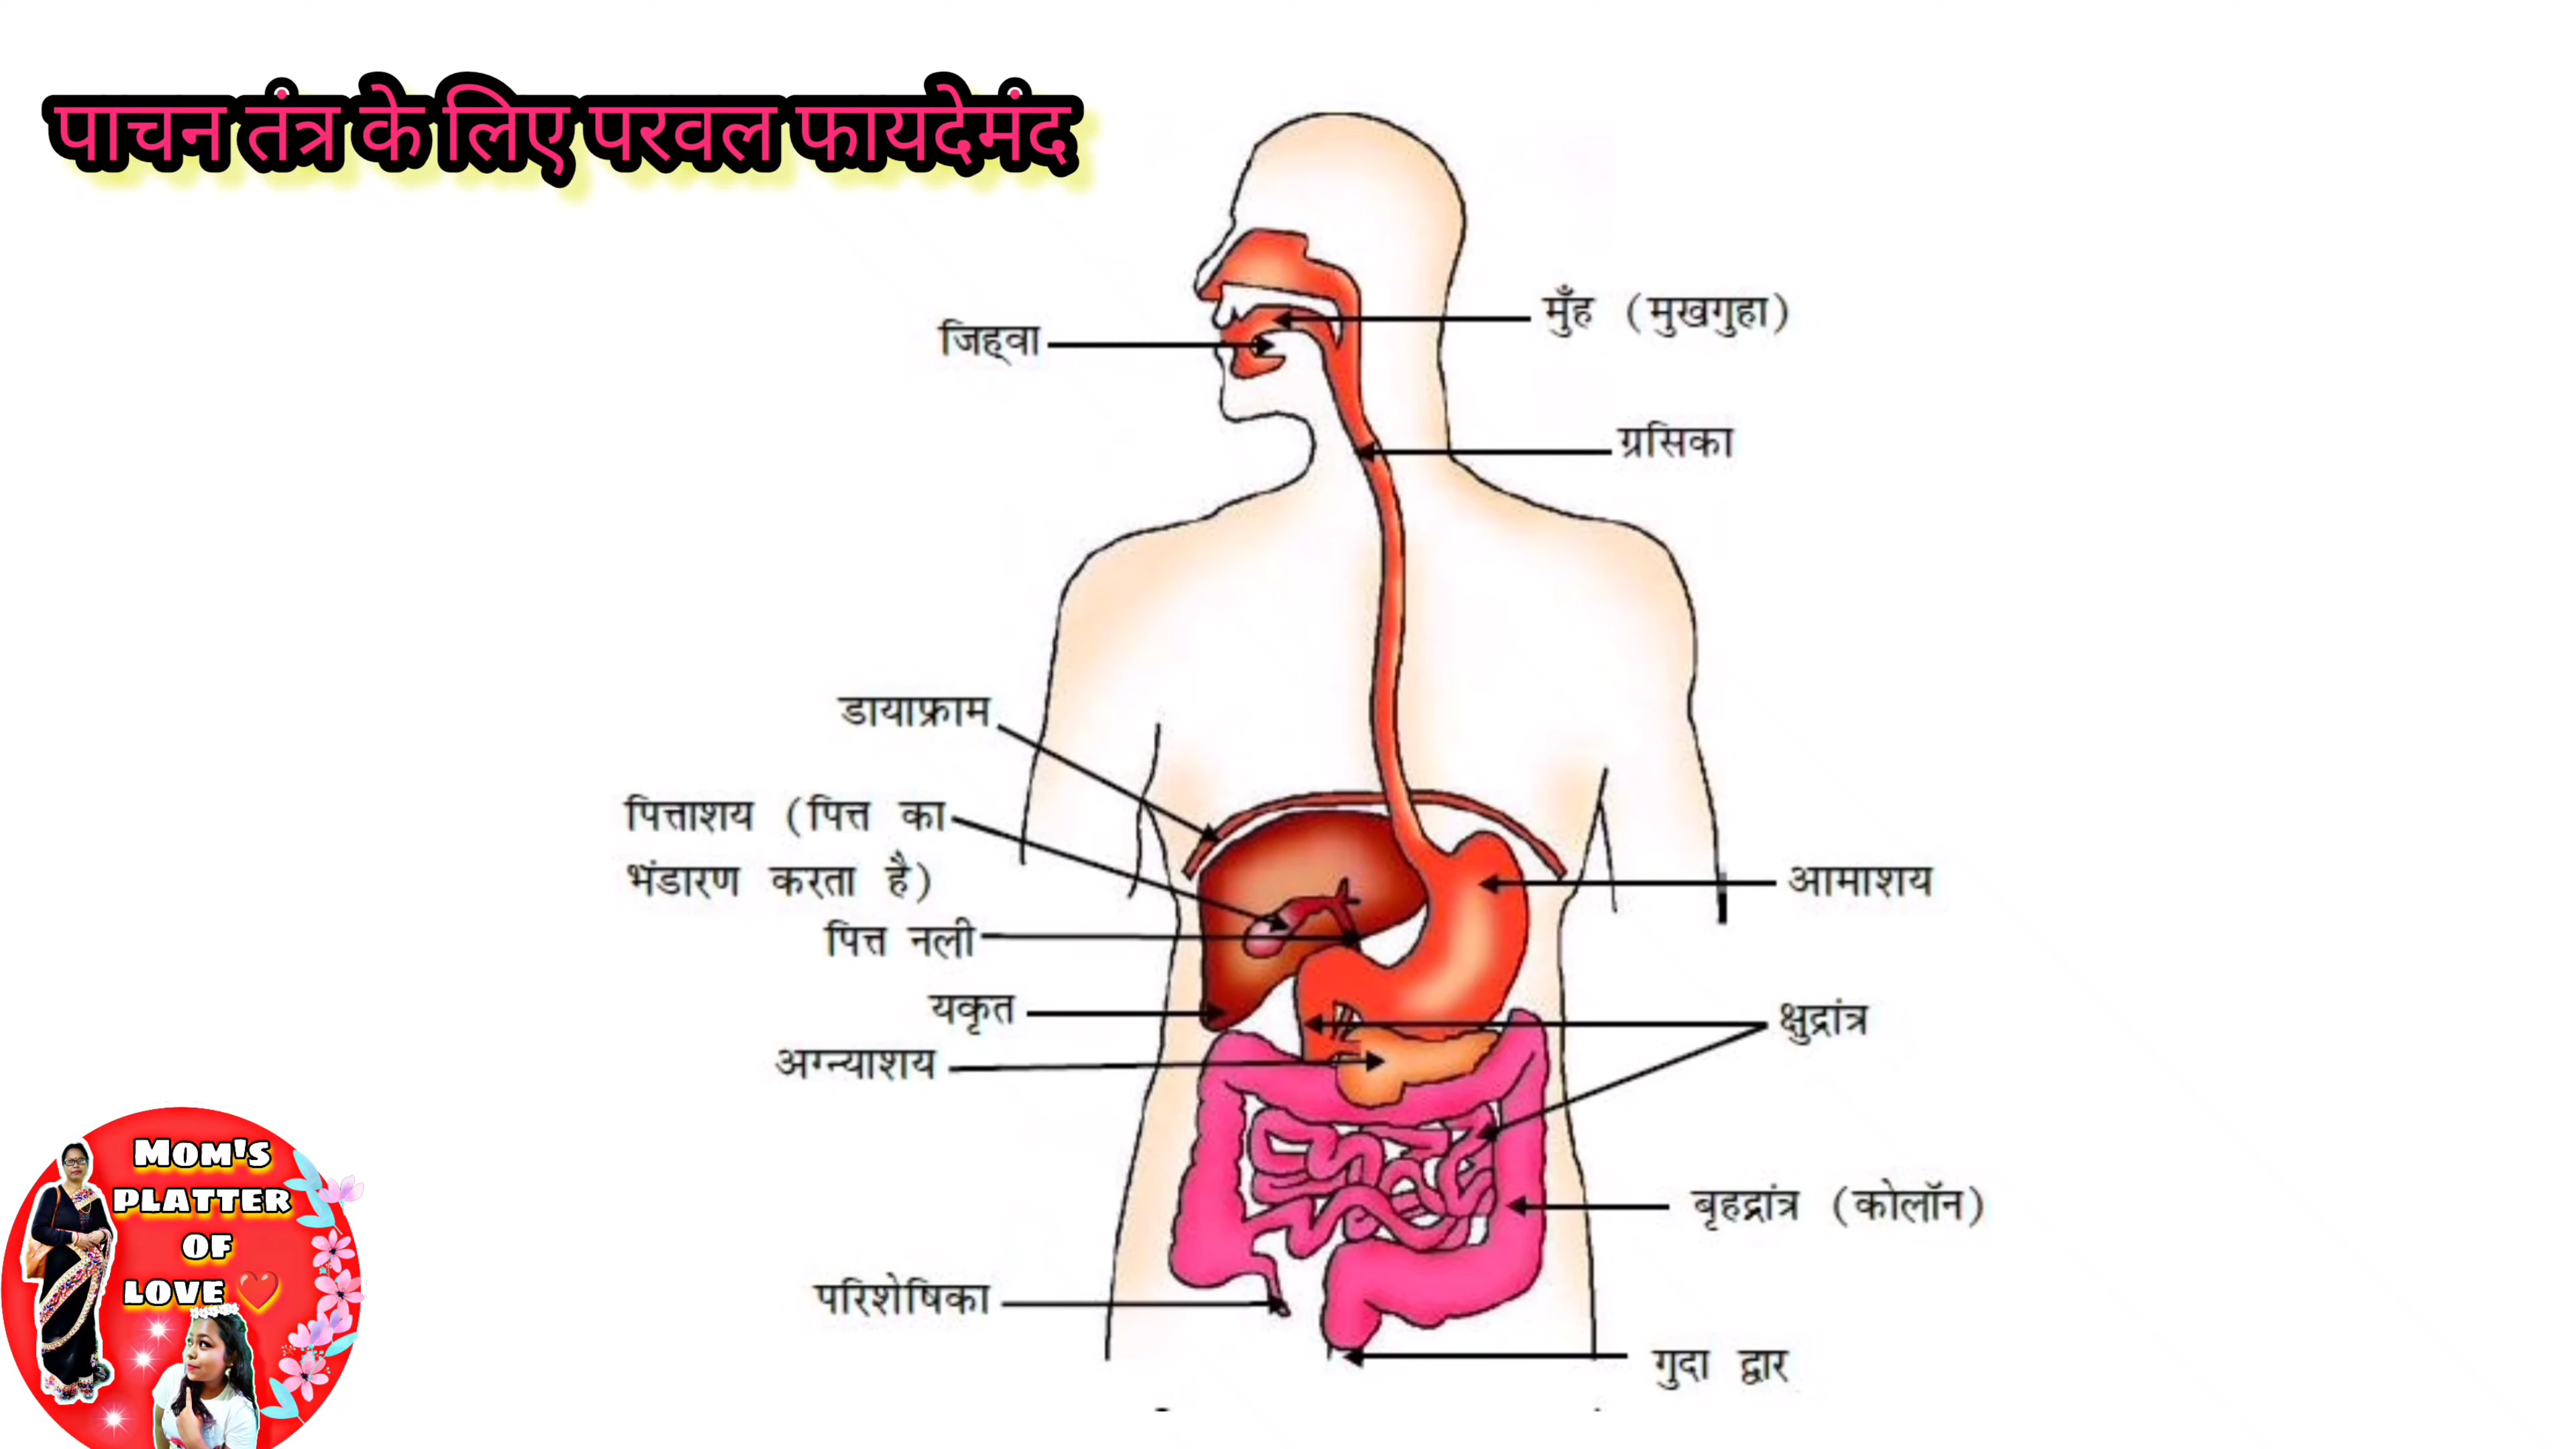 पाचन तंत्र के लिए परवल फायदेमंद
मुँह (मुखगुहा)
जिह्वा
ग्रसिका
डायाफ्राम
पित्ताशय (पित्त का
भंडारण करता है)
आमाशय
पित्त नली
यकृत
क्षुद्रांत्र
अग्न्याशय
बृहद्रांत्र (कोलॉन)
परिशेषिका
गुदा द्वार
MOM'S
PLATTER
OF
LOVE ❤️